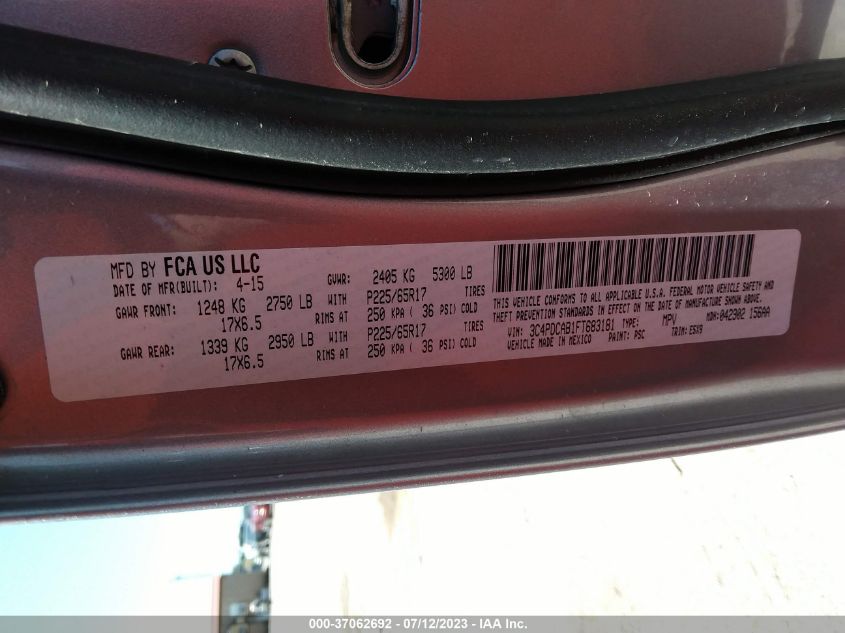 MFD BY FCA US LLC
DATE OF MFR(BUILT): 4-15 GVWR: 2405 KG 5300 LB
GAWR FRONT: 1248 KG 2750 LB WITH P225/65R17 TIRES
17X6.5 RIMS AT 250 KPA ( 36 PSI) COLD
GAWR REAR: 1339 KG 2950 LB WITH P225/65R17 TIRES
17X6.5 RIMS AT 250 KPA ( 36 PSI) COLD
THIS VEHICLE CONFORMS TO ALL APPLICABLE U.S.A. FEDERAL MOTOR VEHICLE SAFETY AND
THEFT PREVENTION STANDARDS IN EFFECT ON THE DATE OF MANUFACTURE SHOWN ABOVE.
VIN: 3C4PDCAB1FT683181 TYPE: MPV MDH: 042302 156AA
VEHICLE MADE IN MEXICO PAINT: PSC TRIM: E5X9
000-37062692 - 07/12/2023 - IAA Inc.